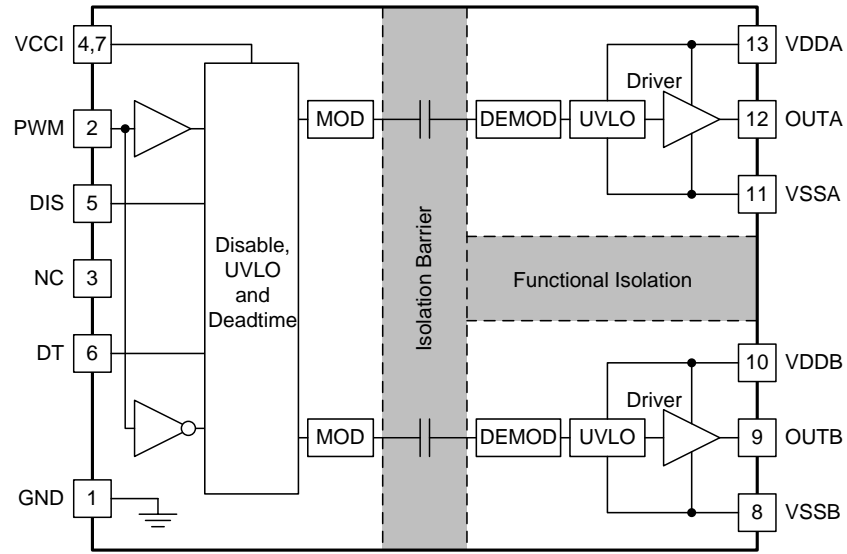 VCCI 4,7
PWM 2
DIS 5
NC 3
DT 6
GND 1
Disable,
UVLO
and
Deadtime
MOD
MOD
Isolation Barrier
Functional Isolation
DEMOD UVLO Driver
13 VDDA
12 OUTA
11 VSSA
DEMOD UVLO Driver
10 VDDB
9 OUTB
8 VSSB